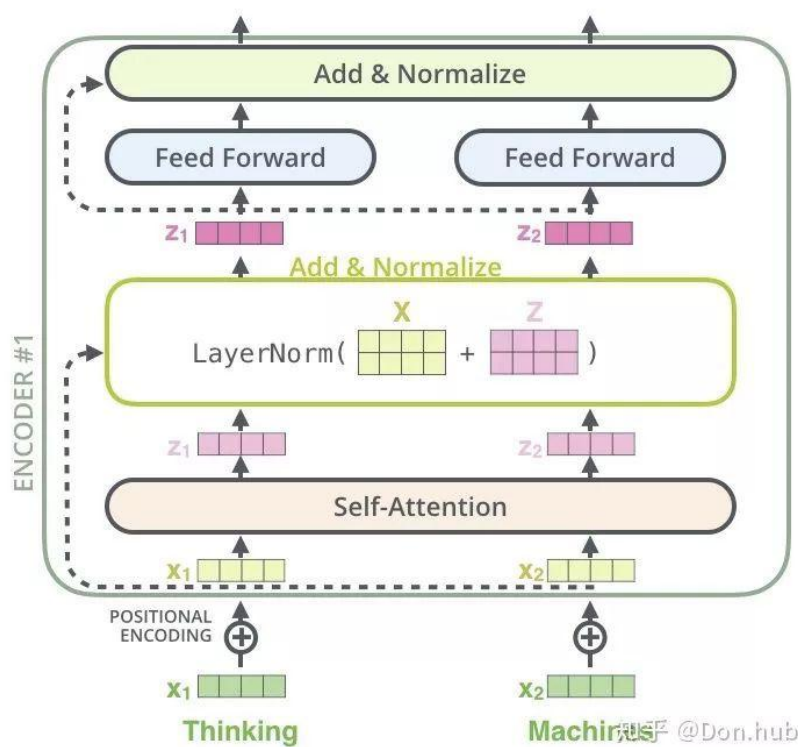 Add & Normalize
Feed Forward
Feed Forward
z₁
z₂
Add & Normalize
X
Z
LayerNorm( + )
ENCODER #1
z₁
z₂
Self-Attention
x₁
x₂
POSITIONAL
ENCODING
x₁
x₂
Thinking
Machines
知乎 @Don.hub